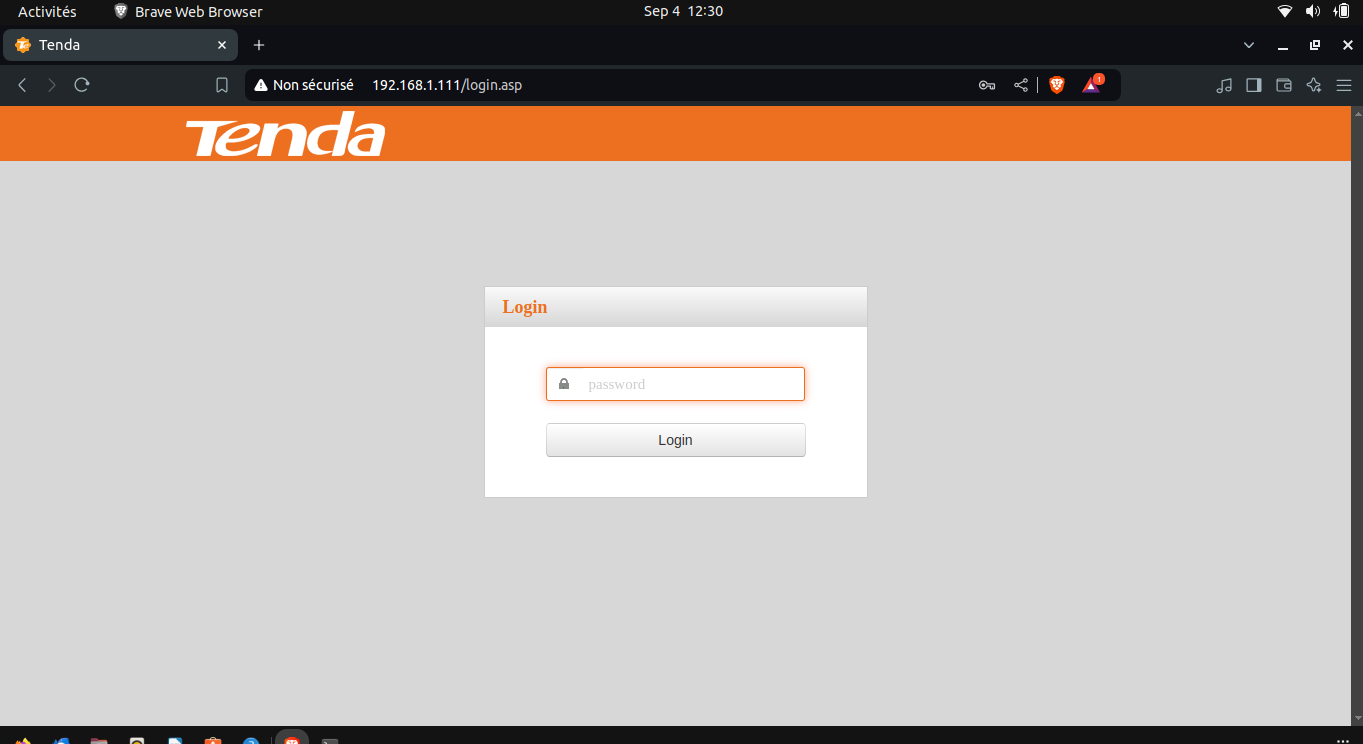 Activités Brave Web Browser Sep 4 12:30
Tenda
Non sécurisé 192.168.1.111/login.asp 1
Tenda
Login
password
Login